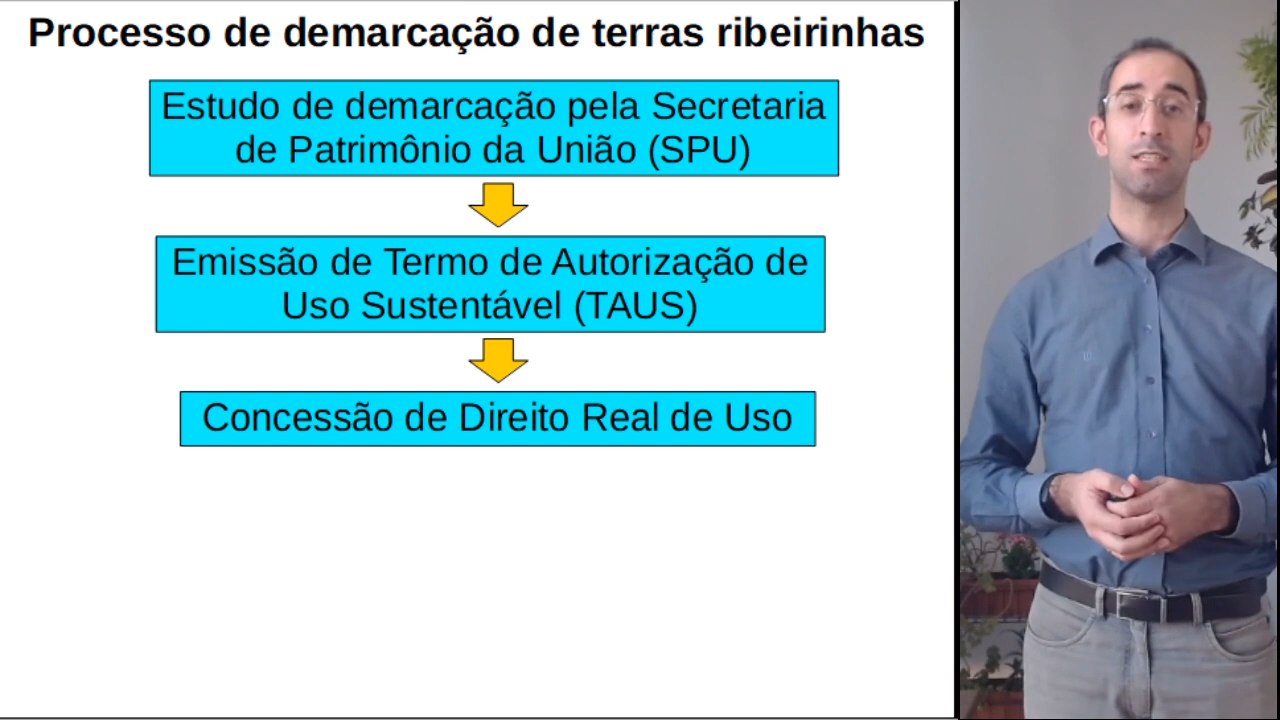 Processo de demarcação de terras ribeirinhas
Estudo de demarcação pela Secretaria
de Patrimônio da União (SPU)
Emissão de Termo de Autorização de
Uso Sustentável (TAUS)
Concessão de Direito Real de Uso